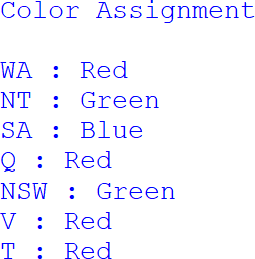 Color Assignment
WA : Red
NT : Green
SA : Blue
Q : Red
NSW : Green
V : Red
T : Red